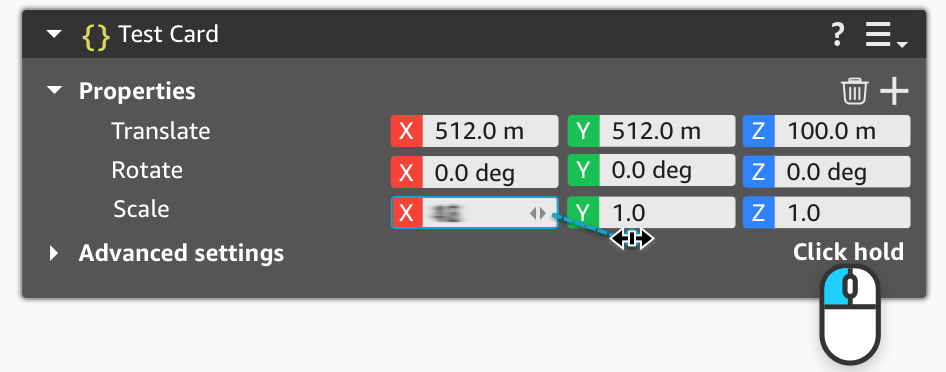 {} Test Card ?
Properties
Translate X 512.0 m Y 512.0 m Z 100.0 m
Rotate X 0.0 deg Y 0.0 deg Z 0.0 deg
Scale X Y 1.0 Z 1.0
Advanced settings Click hold